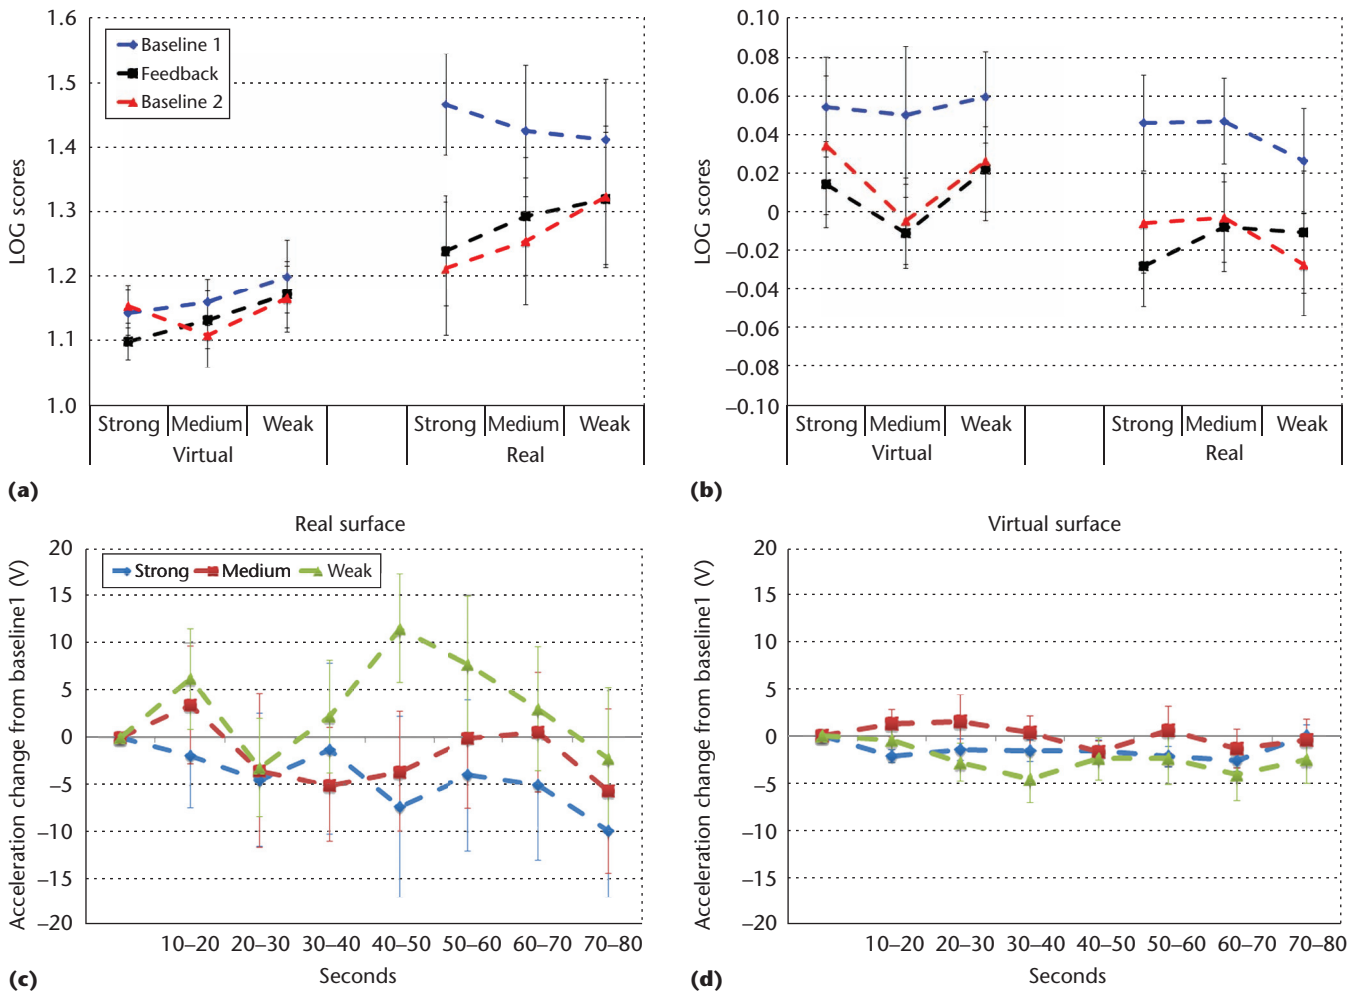 1.6
1.5
1.4
1.3
1.2
1.1
1.0
LOG scores
Baseline 1
Feedback
Baseline 2
Strong Medium Weak Strong Medium Weak
Virtual Real
(a)
0.10
0.08
0.06
0.04
0.02
0
−0.02
−0.04
−0.06
−0.08
−0.10
LOG scores
Strong Medium Weak Strong Medium Weak
Virtual Real
(b)
Real surface
20
15
10
5
0
−5
−10
−15
−20
Acceleration change from baseline1 (V)
Strong Medium Weak
10–20 20–30 30–40 40–50 50–60 60–70 70–80
Seconds
(c)
Virtual surface
20
15
10
5
0
−5
−10
−15
−20
Acceleration change from baseline1 (V)
10–20 20–30 30–40 40–50 50–60 60–70 70–80
Seconds
(d)